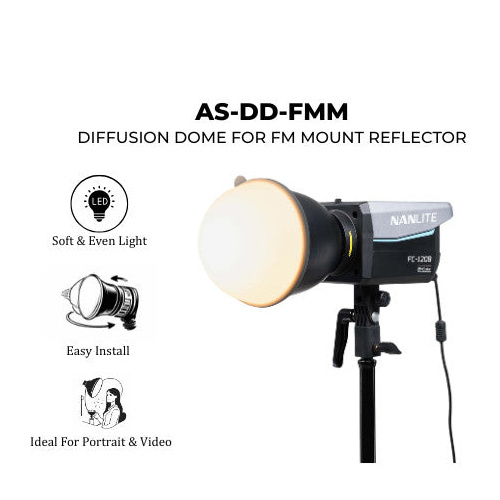 AS-DD-FMM
DIFFUSION DOME FOR FM MOUNT REFLECTOR
LED
Soft & Even Light
NANLITE
FC-120B
Easy Install
Ideal For Portrait & Video